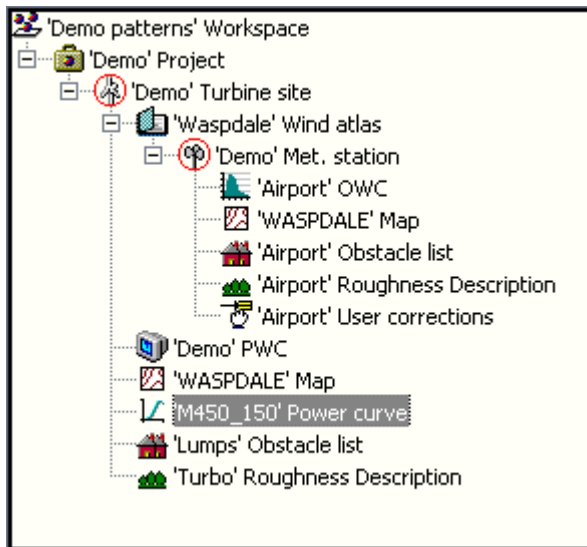 'Demo patterns' Workspace
'Demo' Project
'Demo' Turbine site
'Waspdale' Wind atlas
'Demo' Met. station
'Airport' OWC
'WASPDALE' Map
'Airport' Obstacle list
'Airport' Roughness Description
'Airport' User corrections
'Demo' PWC
'WASPDALE' Map
'M450_150' Power curve
'Lumps' Obstacle list
'Turbo' Roughness Description